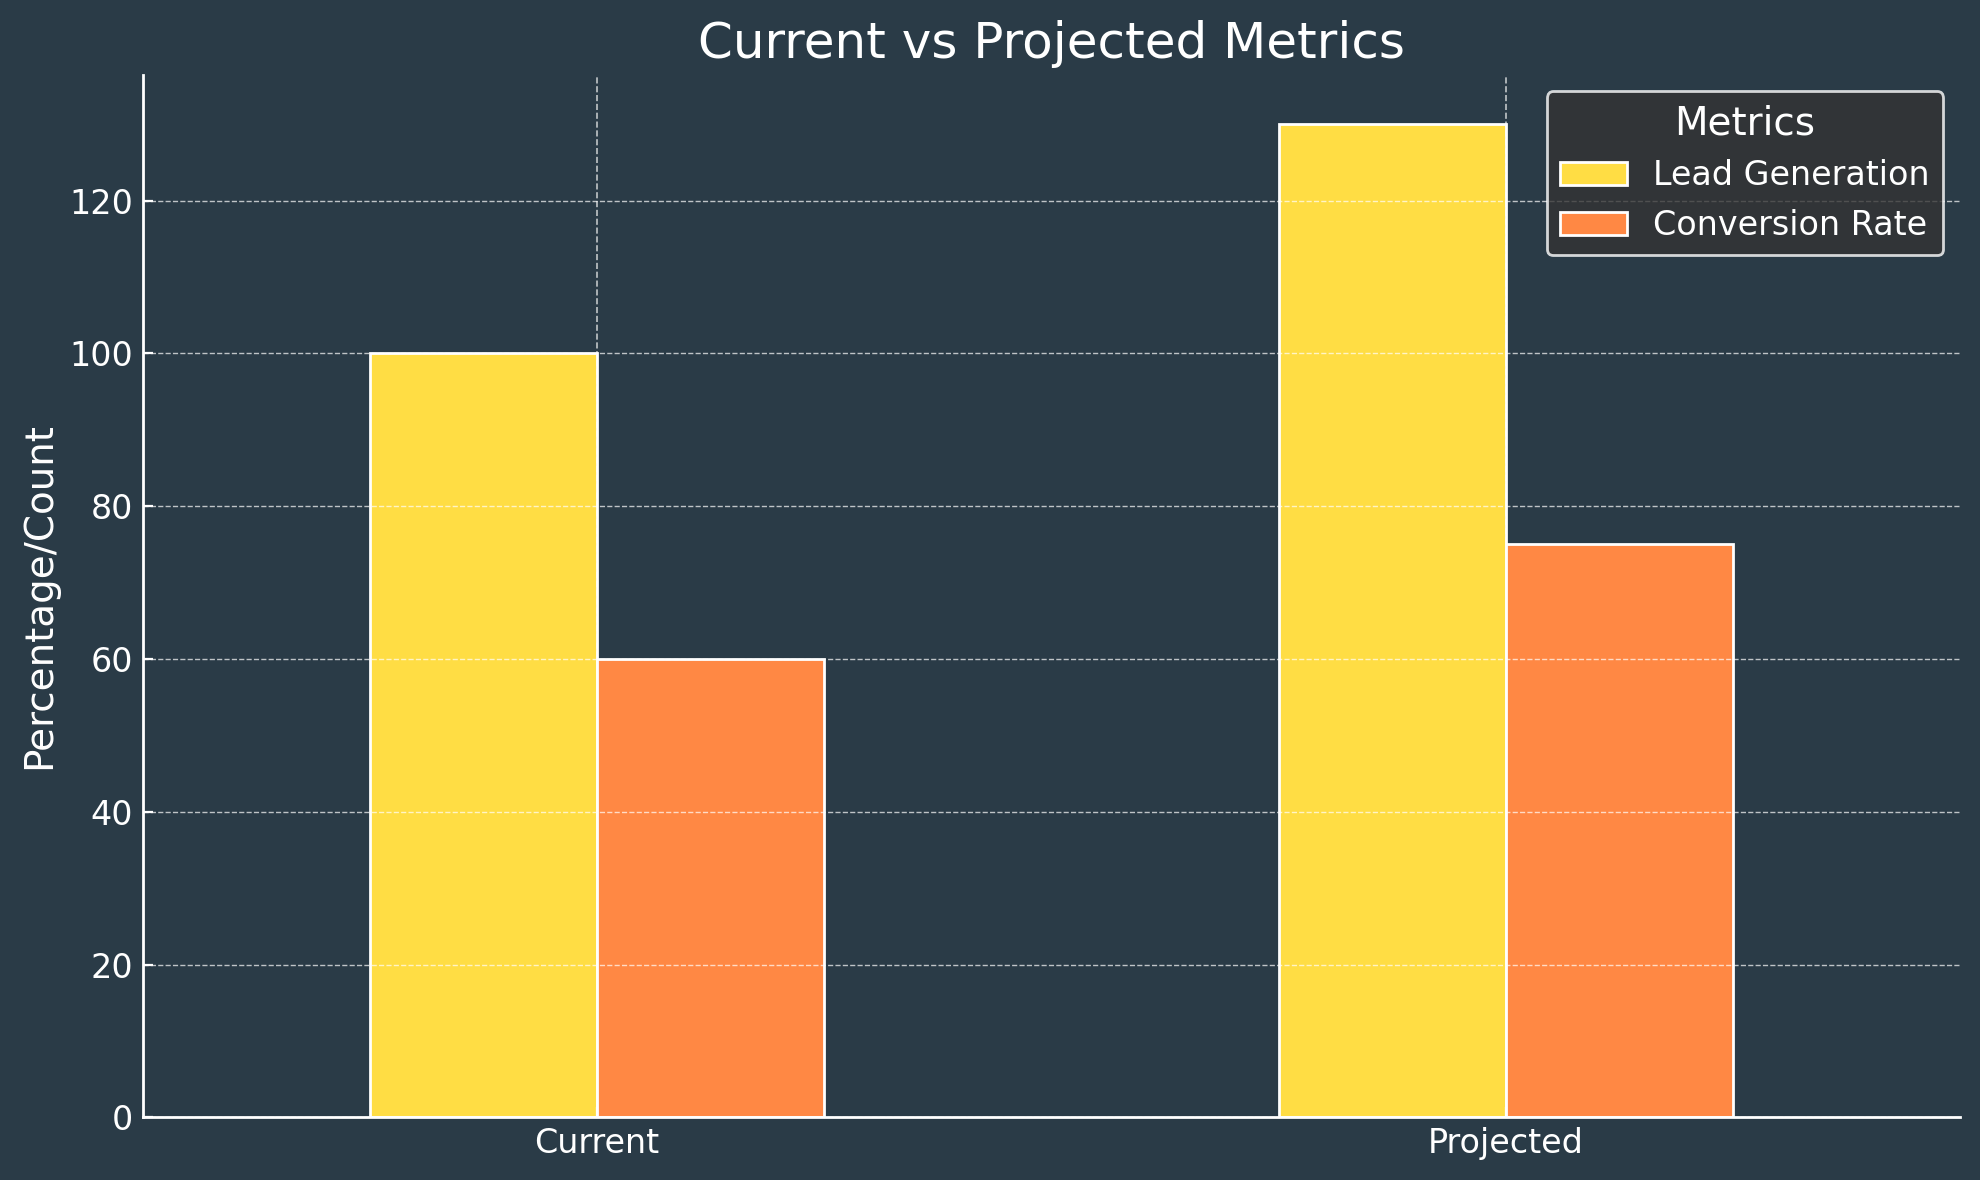 Current vs Projected Metrics
Metrics
Lead Generation
Conversion Rate
Percentage/Count
120
100
80
60
40
20
0
Current
Projected